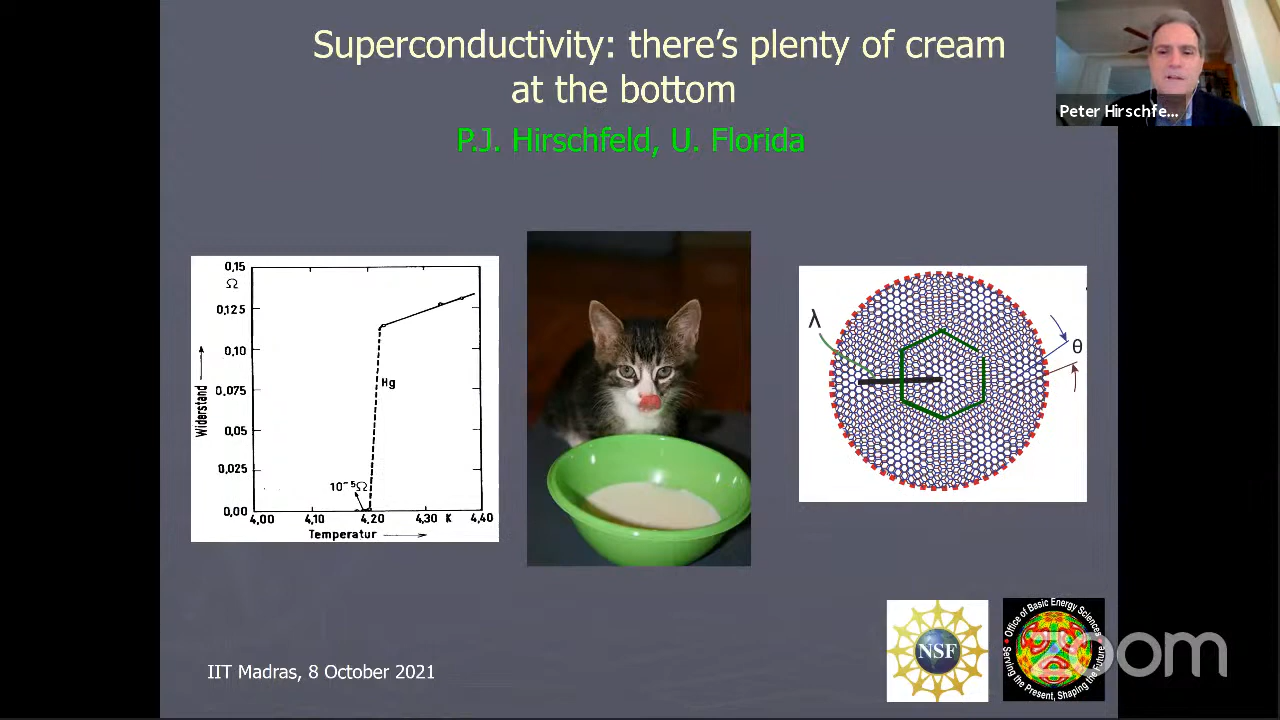 Superconductivity: there's plenty of cream
at the bottom
P.J. Hirschfeld, U. Florida
Peter Hirschfe...
0,15
Ω
0,125
0,10
0,075
0,05
0,025
0,00
Widerstand
Hg
10⁻⁵Ω
4,00 4,10 4,20 4,30 K 4,40
Temperatur
λ
θ
IIT Madras, 8 October 2021
NSF
Office of Basic Energy Sciences
Serving the Present, Shaping the Future
zoom